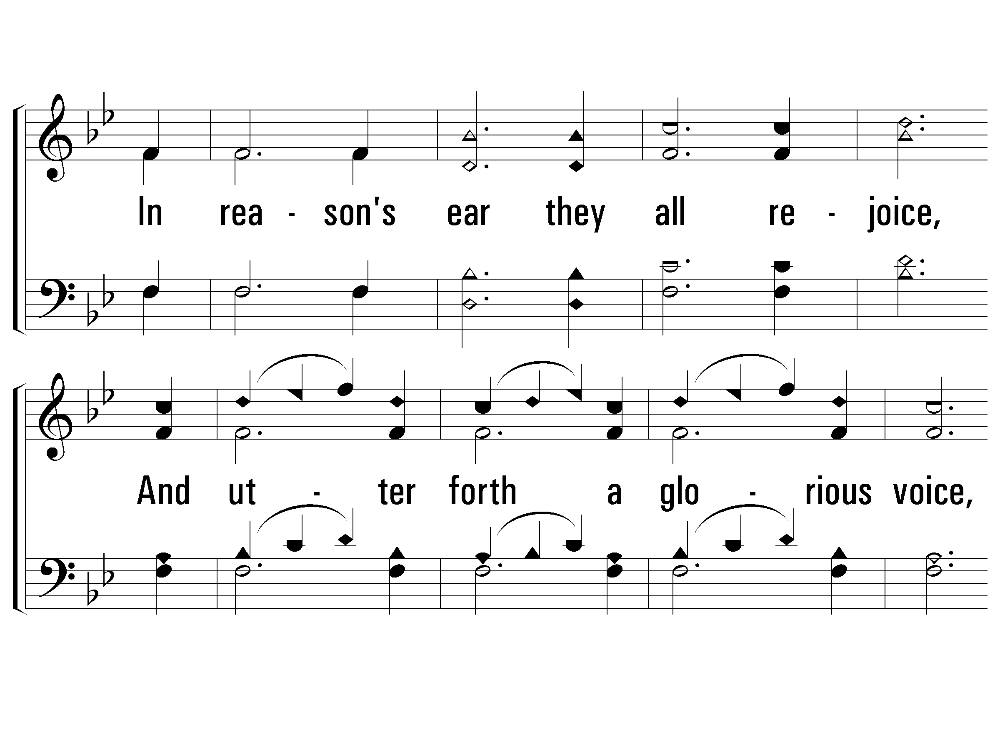 In rea - son's ear they all re - joice,
And ut - ter forth a glo - rious voice,